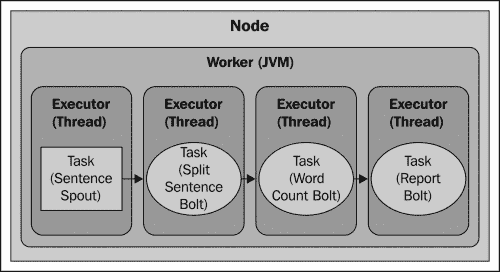 Node
Worker (JVM)
Executor
(Thread)
Task
(Sentence
Spout)
Executor
(Thread)
Task
(Split
Sentence
Bolt)
Executor
(Thread)
Task
(Word
Count Bolt)
Executor
(Thread)
Task
(Report
Bolt)